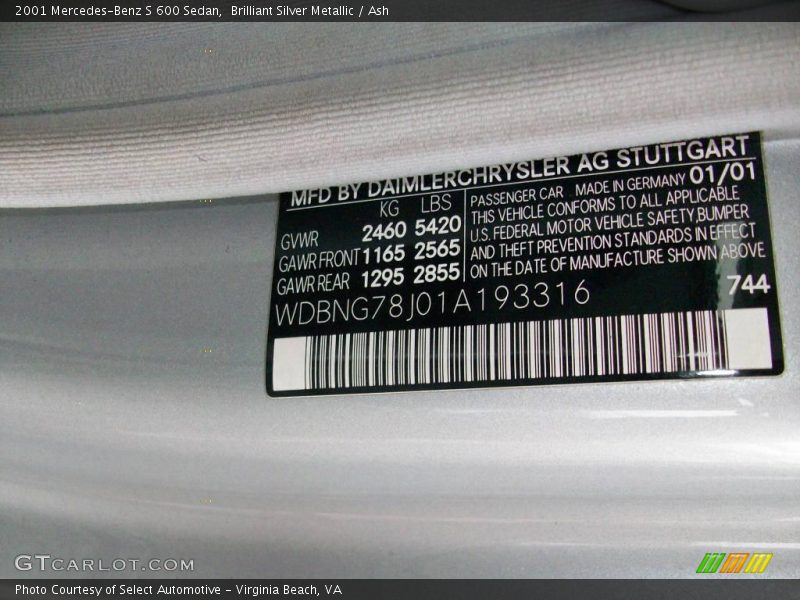 2001 Mercedes-Benz S 600 Sedan, Brilliant Silver Metallic / Ash
MFD BY DAIMLERCHRYSLER AG STUTTGART
KG LBS
GVWR 2460 5420
GAWR FRONT 1165 2565
GAWR REAR 1295 2855
PASSENGER CAR MADE IN GERMANY 01/01
THIS VEHICLE CONFORMS TO ALL APPLICABLE
U.S. FEDERAL MOTOR VEHICLE SAFETY, BUMPER
AND THEFT PREVENTION STANDARDS IN EFFECT
ON THE DATE OF MANUFACTURE SHOWN ABOVE
WDBNG78J01A193316
744
GTCARLOT.COM
Photo Courtesy of Select Automotive - Virginia Beach, VA